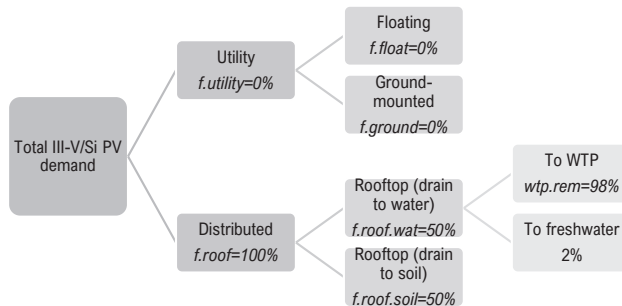 Total III-V/Si PV
demand
Utility
f.utility=0%
Floating
f.float=0%
Ground-
mounted
f.ground=0%
Distributed
f.roof=100%
Rooftop (drain
to water)
f.roof.wat=50%
Rooftop (drain
to soil)
f.roof.soil=50%
To WTP
wtp.rem=98%
To freshwater
2%